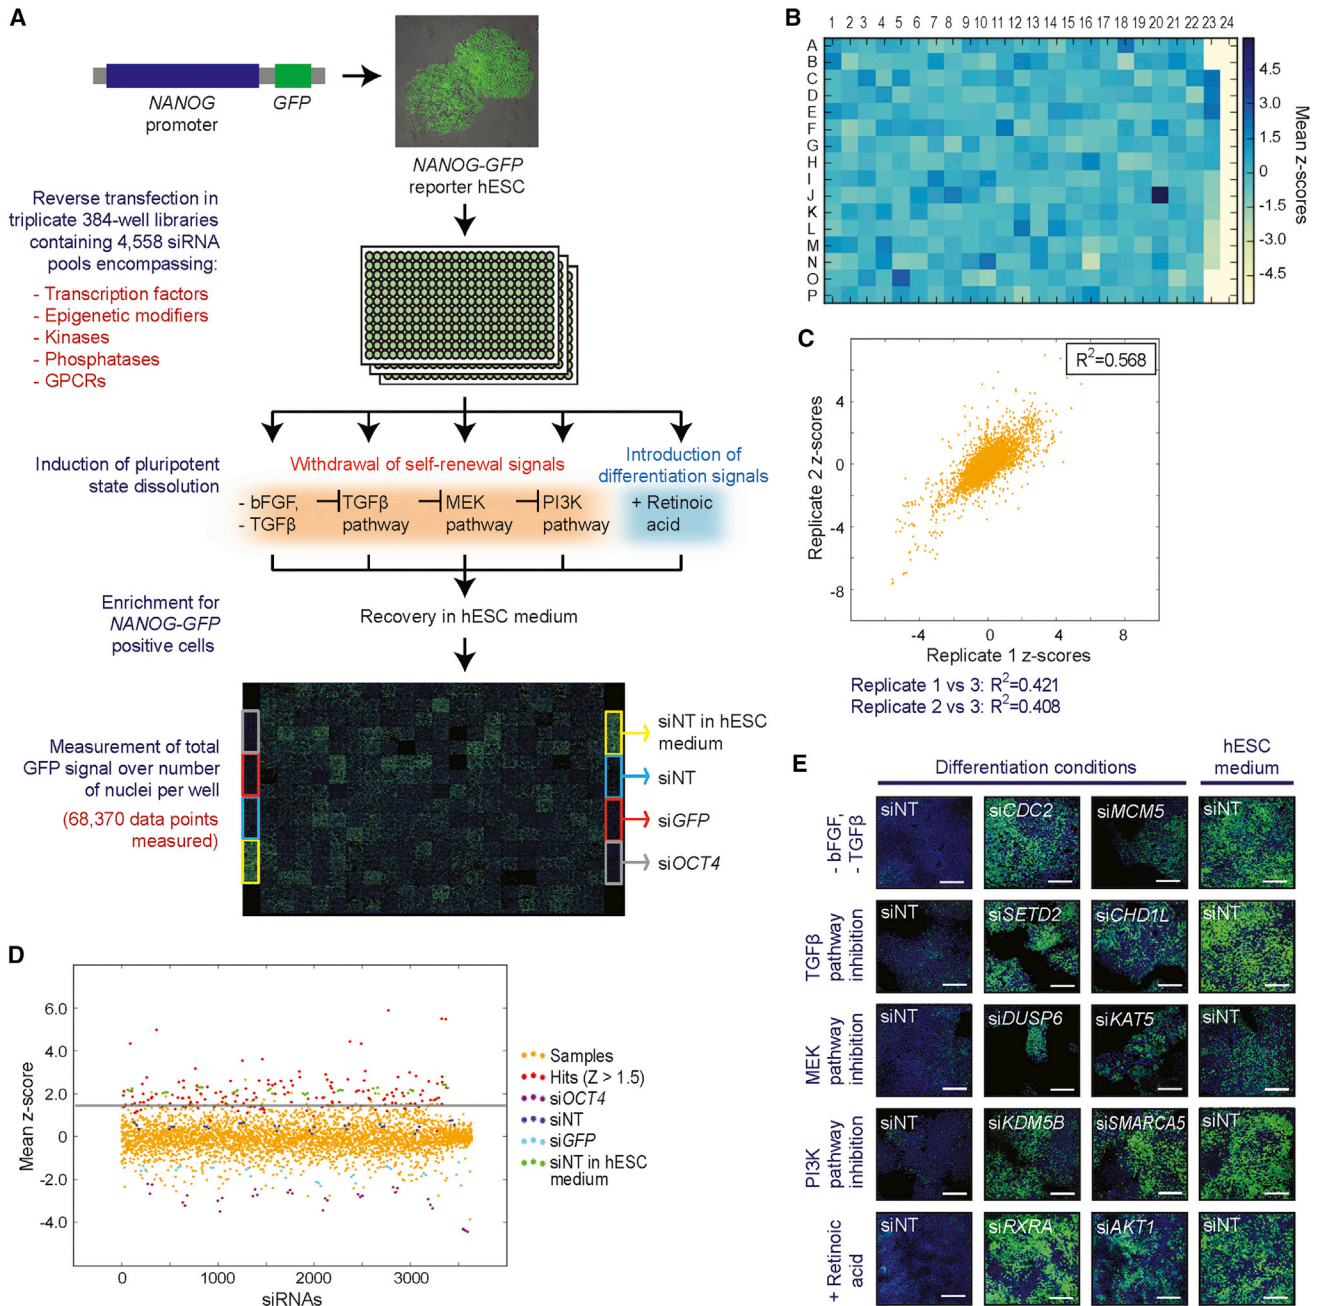 A
NANOG
promoter
GFP
NANOG-GFP
reporter hESC
Reverse transfection in
triplicate 384-well libraries
containing 4,558 siRNA
pools encompassing:
- Transcription factors
- Epigenetic modifiers
- Kinases
- Phosphatases
- GPCRs
Induction of pluripotent
state dissolution
Withdrawal of self-renewal signals
Introduction of
differentiation signals
- bFGF,
- TGFβ
TGFβ
pathway
MEK
pathway
PI3K
pathway
+ Retinoic
acid
Enrichment for
NANOG-GFP
positive cells
Recovery in hESC medium
Measurement of total
GFP signal over number
of nuclei per well
(68,370 data points
measured)
siNT in hESC
medium
siNT
siGFP
siOCT4
B
1 2 3 4 5 6 7 8 9 10 11 12 13 14 15 16 17 18 19 20 21 22 23 24
A
B
C
D
E
F
G
H
I
J
K
L
M
N
O
P
4.5
3.0
1.5
0
-1.5
-3.0
-4.5
Mean z-scores
C
R²=0.568
4
0
-4
-8
Replicate 2 z-scores
-4 0 4 8
Replicate 1 z-scores
Replicate 1 vs 3: R²=0.421
Replicate 2 vs 3: R²=0.408
D
6.0
4.0
2.0
0
-2.0
-4.0
Mean z-score
0 1000 2000 3000
siRNAs
Samples
Hits (Z > 1.5)
siOCT4
siNT
siGFP
siNT in hESC
medium
E
Differentiation conditions
hESC
medium
- bFGF,
- TGFβ
siNT siCDC2 siMCM5 siNT
TGFβ
pathway
inhibition
siNT siSETD2 siCHD1L siNT
MEK
pathway
inhibition
siNT siDUSP6 siKAT5 siNT
PI3K
pathway
inhibition
siNT siKDM5B siSMARCA5 siNT
+ Retinoic
acid
siNT siRXRA siAKT1 siNT